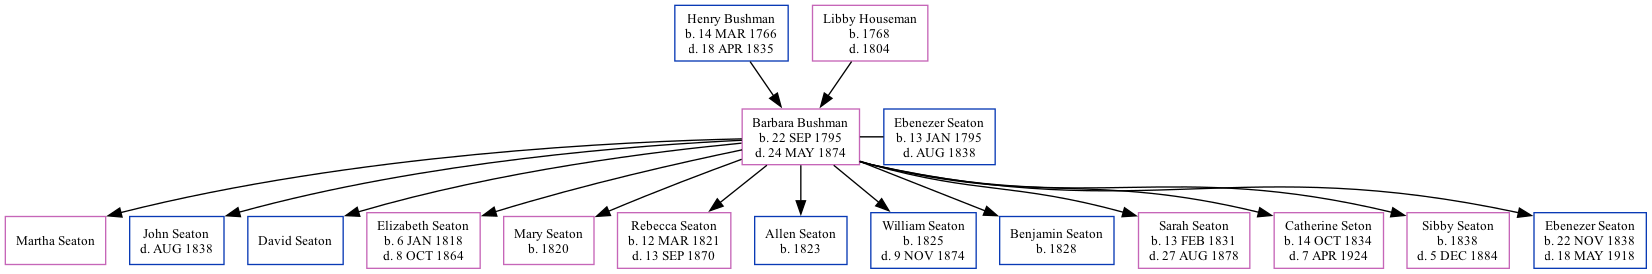 Henry Bushman
b. 14 MAR 1766
d. 18 APR 1835
Libby Houseman
b. 1768
d. 1804
Barbara Bushman
b. 22 SEP 1795
d. 24 MAY 1874
Ebenezer Seaton
b. 13 JAN 1795
d. AUG 1838
Martha Seaton
John Seaton
d. AUG 1838
David Seaton
Elizabeth Seaton
b. 6 JAN 1818
d. 8 OCT 1864
Mary Seaton
b. 1820
Rebecca Seaton
b. 12 MAR 1821
d. 13 SEP 1870
Allen Seaton
b. 1823
William Seaton
b. 1825
d. 9 NOV 1874
Benjamin Seaton
b. 1828
Sarah Seaton
b. 13 FEB 1831
d. 27 AUG 1878
Catherine Seton
b. 14 OCT 1834
d. 7 APR 1924
Sibby Seaton
b. 1838
d. 5 DEC 1884
Ebenezer Seaton
b. 22 NOV 1838
d. 18 MAY 1918